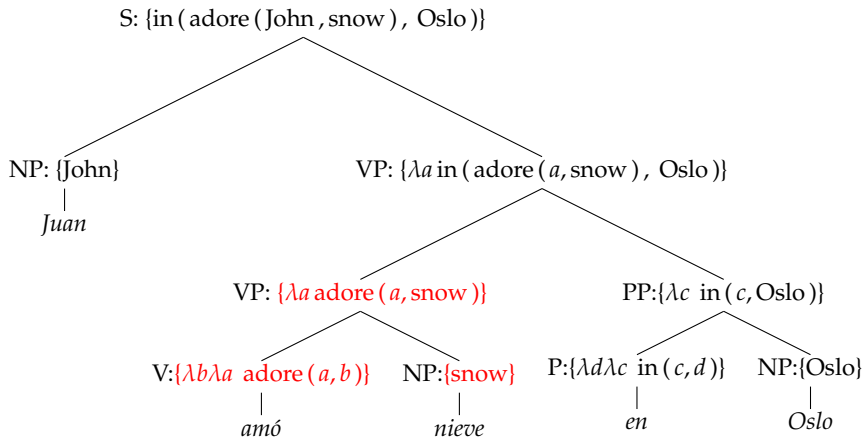 S: {in ( adore ( John , snow ) , Oslo )}
NP: {John}
VP: {λa in ( adore ( a, snow ) , Oslo )}
Juan
VP: {λa adore ( a, snow )}
PP:{λc in ( c, Oslo )}
V:{λbλa adore ( a, b )}
NP:{snow}
P:{λdλc in ( c, d )}
NP:{Oslo}
amó
nieve
en
Oslo